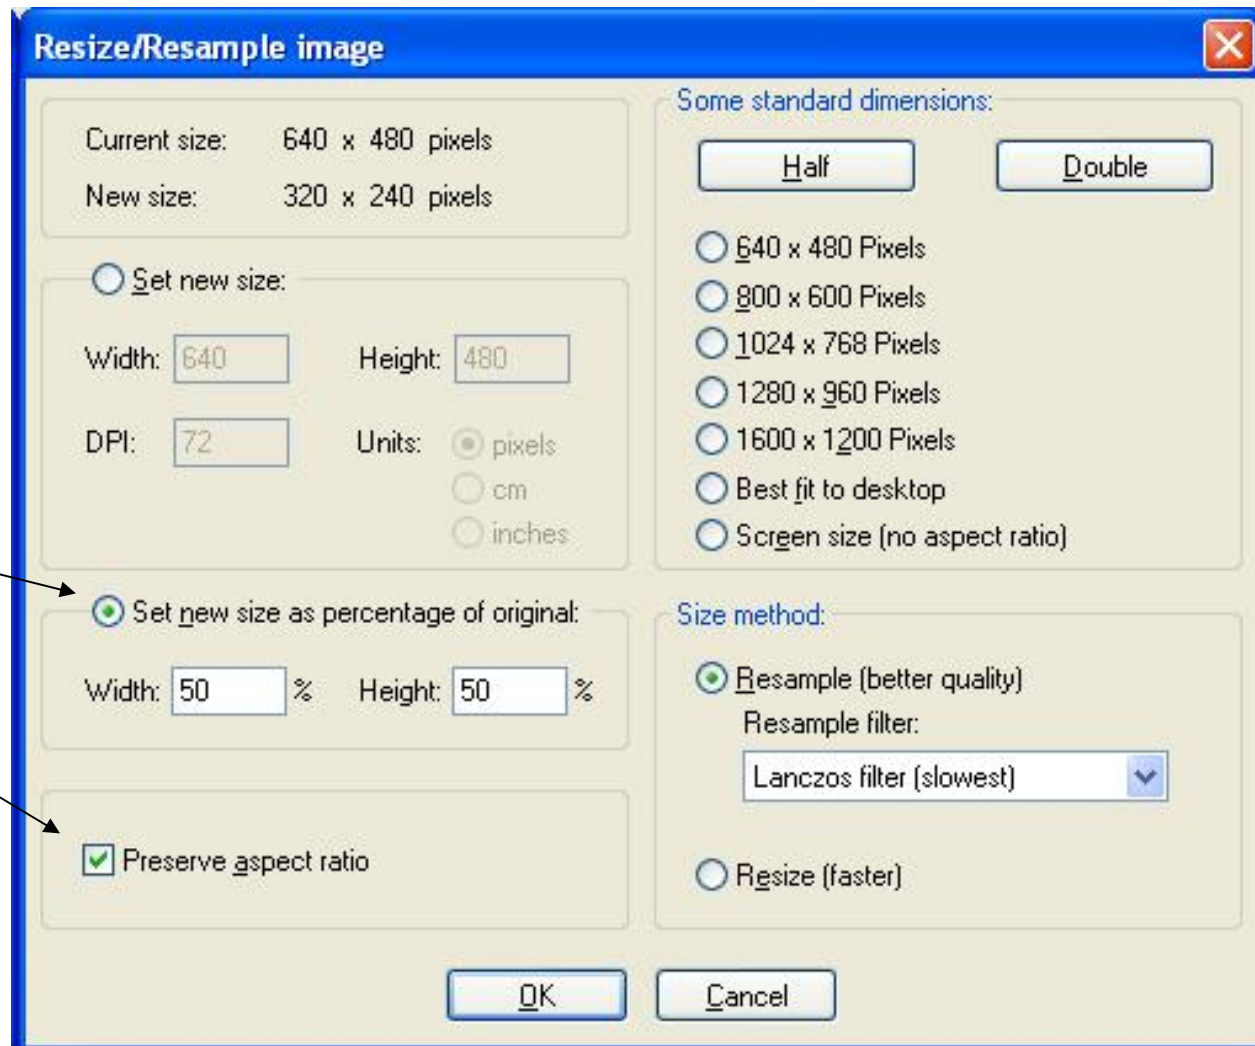 Resize/Resample image
Current size: 640 x 480 pixels
New size: 320 x 240 pixels
Set new size:
Width: 640 Height: 480
DPI: 72 Units: pixels
cm
inches
Set new size as percentage of original:
Width: 50 % Height: 50 %
Preserve aspect ratio
Some standard dimensions:
Half Double
640 x 480 Pixels
800 x 600 Pixels
1024 x 768 Pixels
1280 x 960 Pixels
1600 x 1200 Pixels
Best fit to desktop
Screen size (no aspect ratio)
Size method:
Resample (better quality)
Resample filter:
Lanczos filter (slowest)
Resize (faster)
OK Cancel